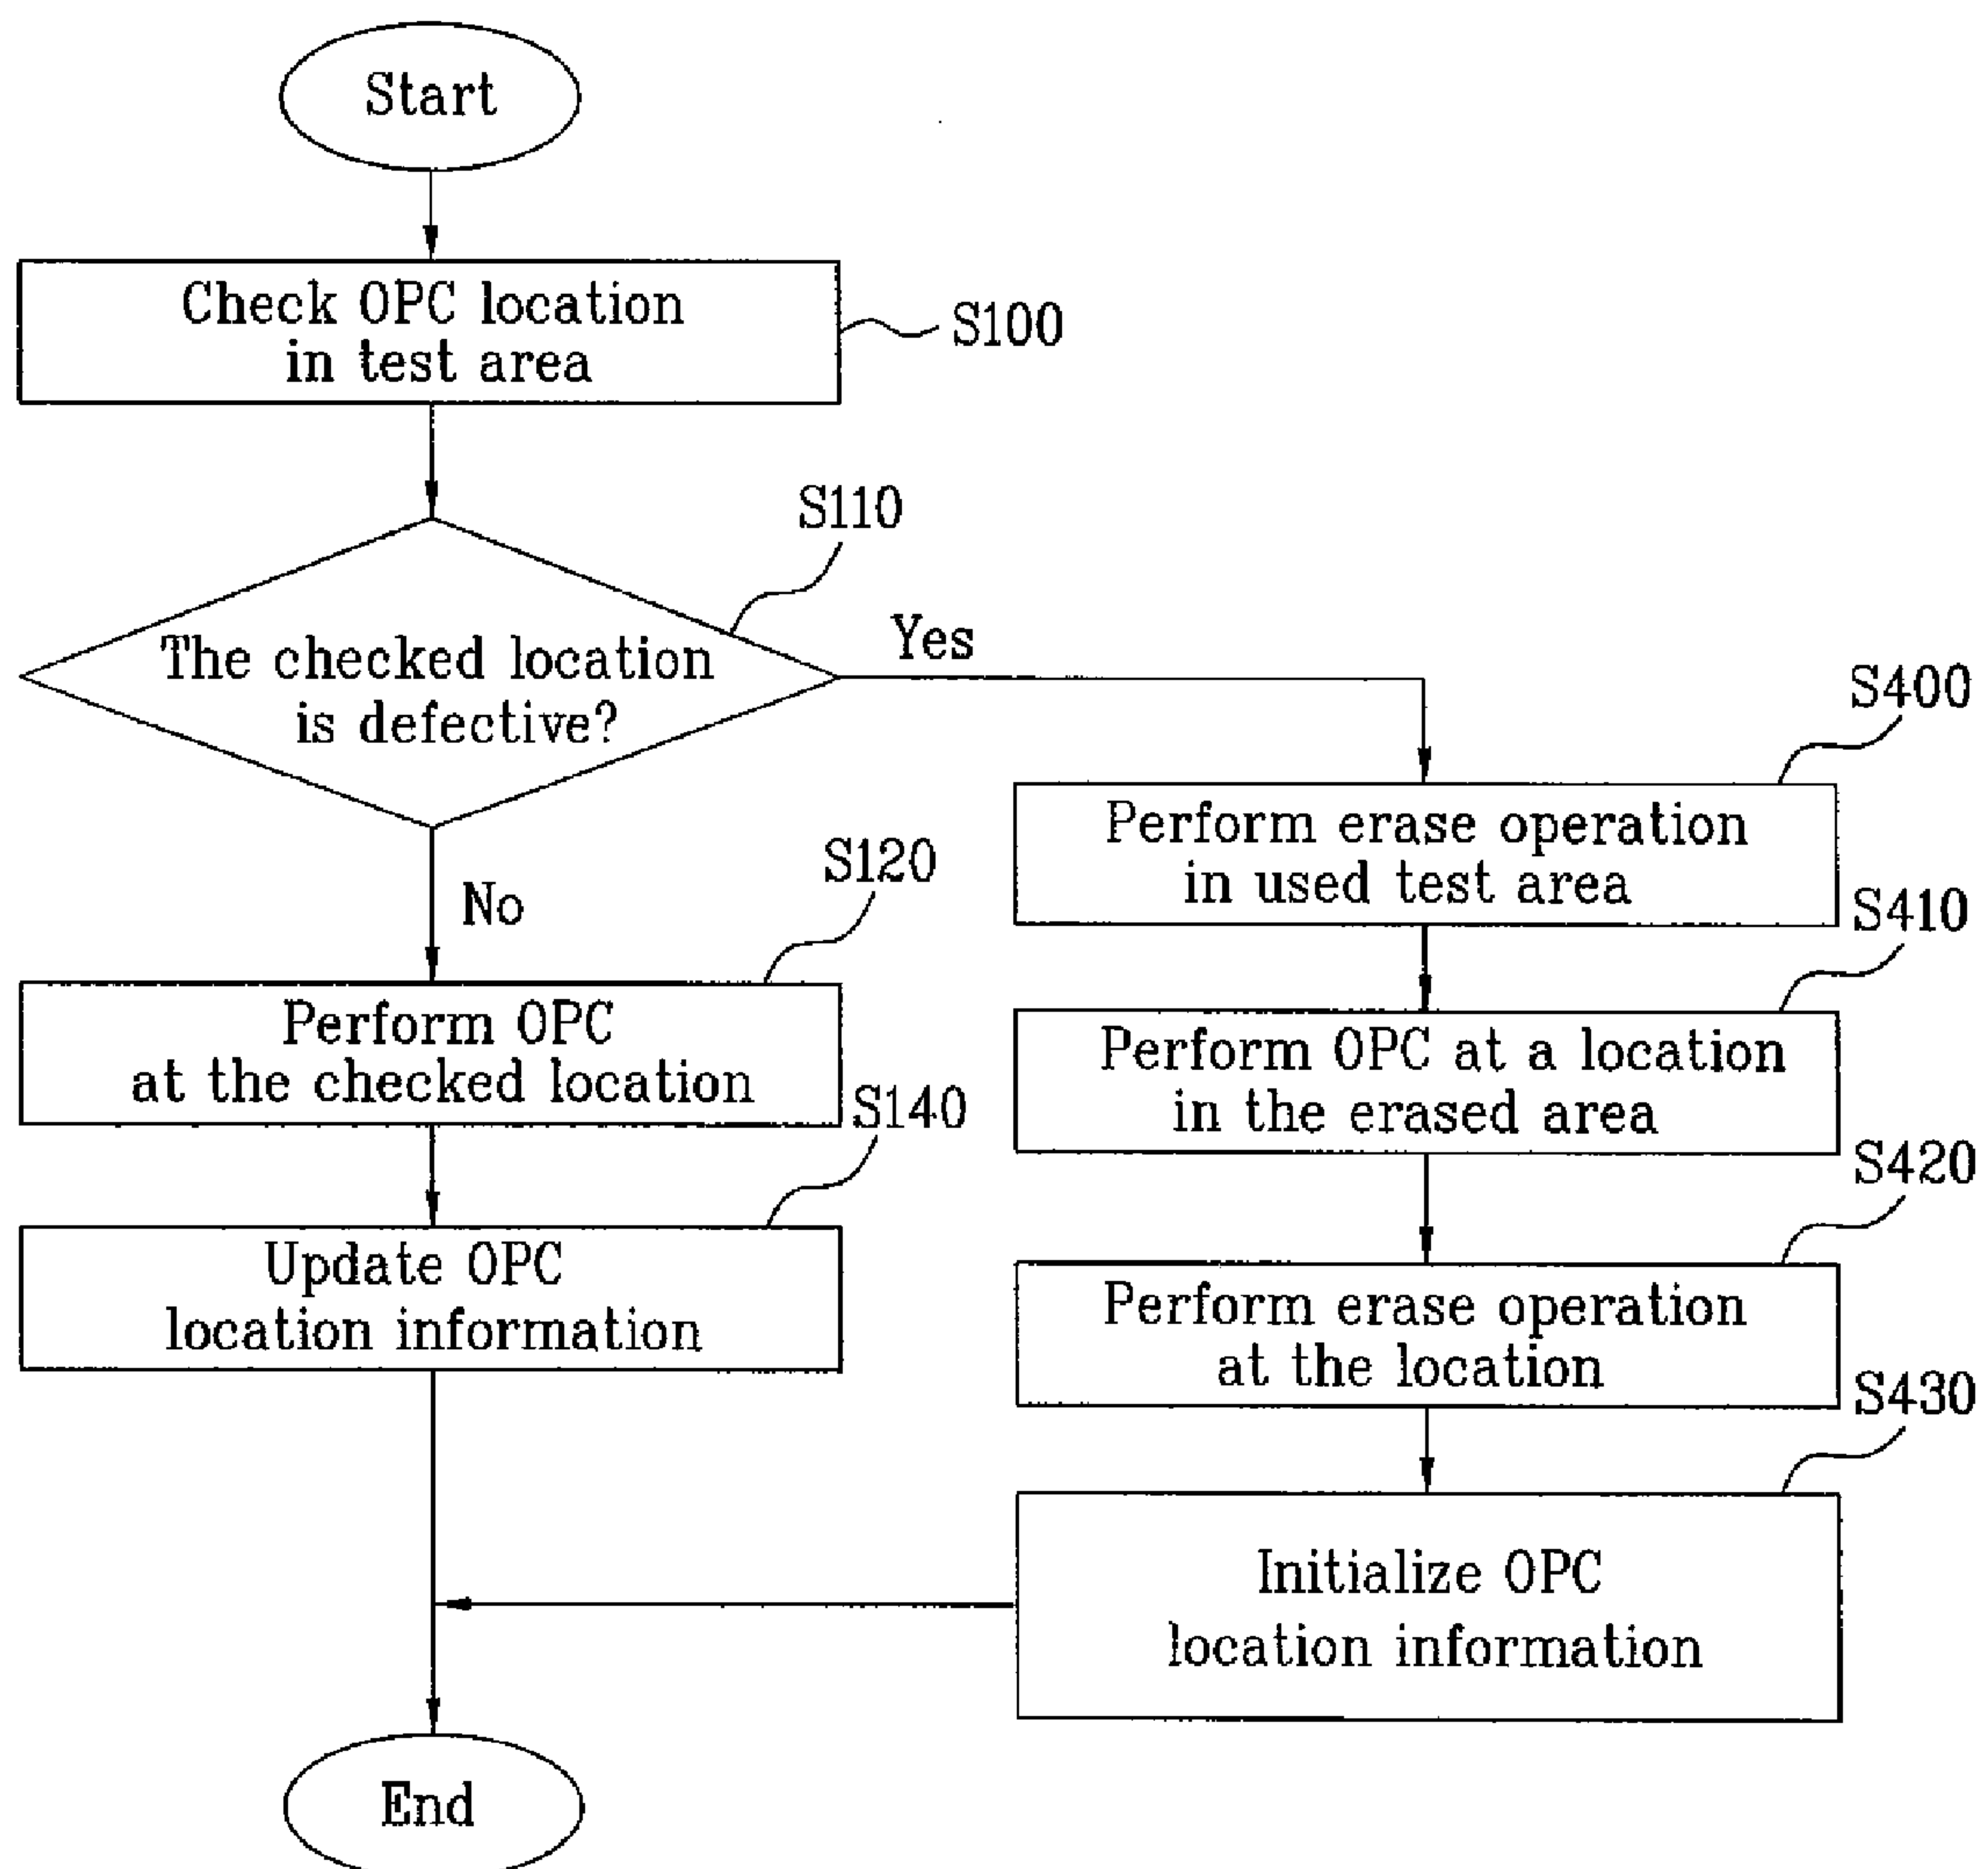 Start
Check OPC location
in test area
S100
S110
The checked location
is defective?
Yes
No
S120
Perform OPC
at the checked location
S140
Update OPC
location information
S400
Perform erase operation
in used test area
S410
Perform OPC at a location
in the erased area
S420
Perform erase operation
at the location
S430
Initialize OPC
location information
End